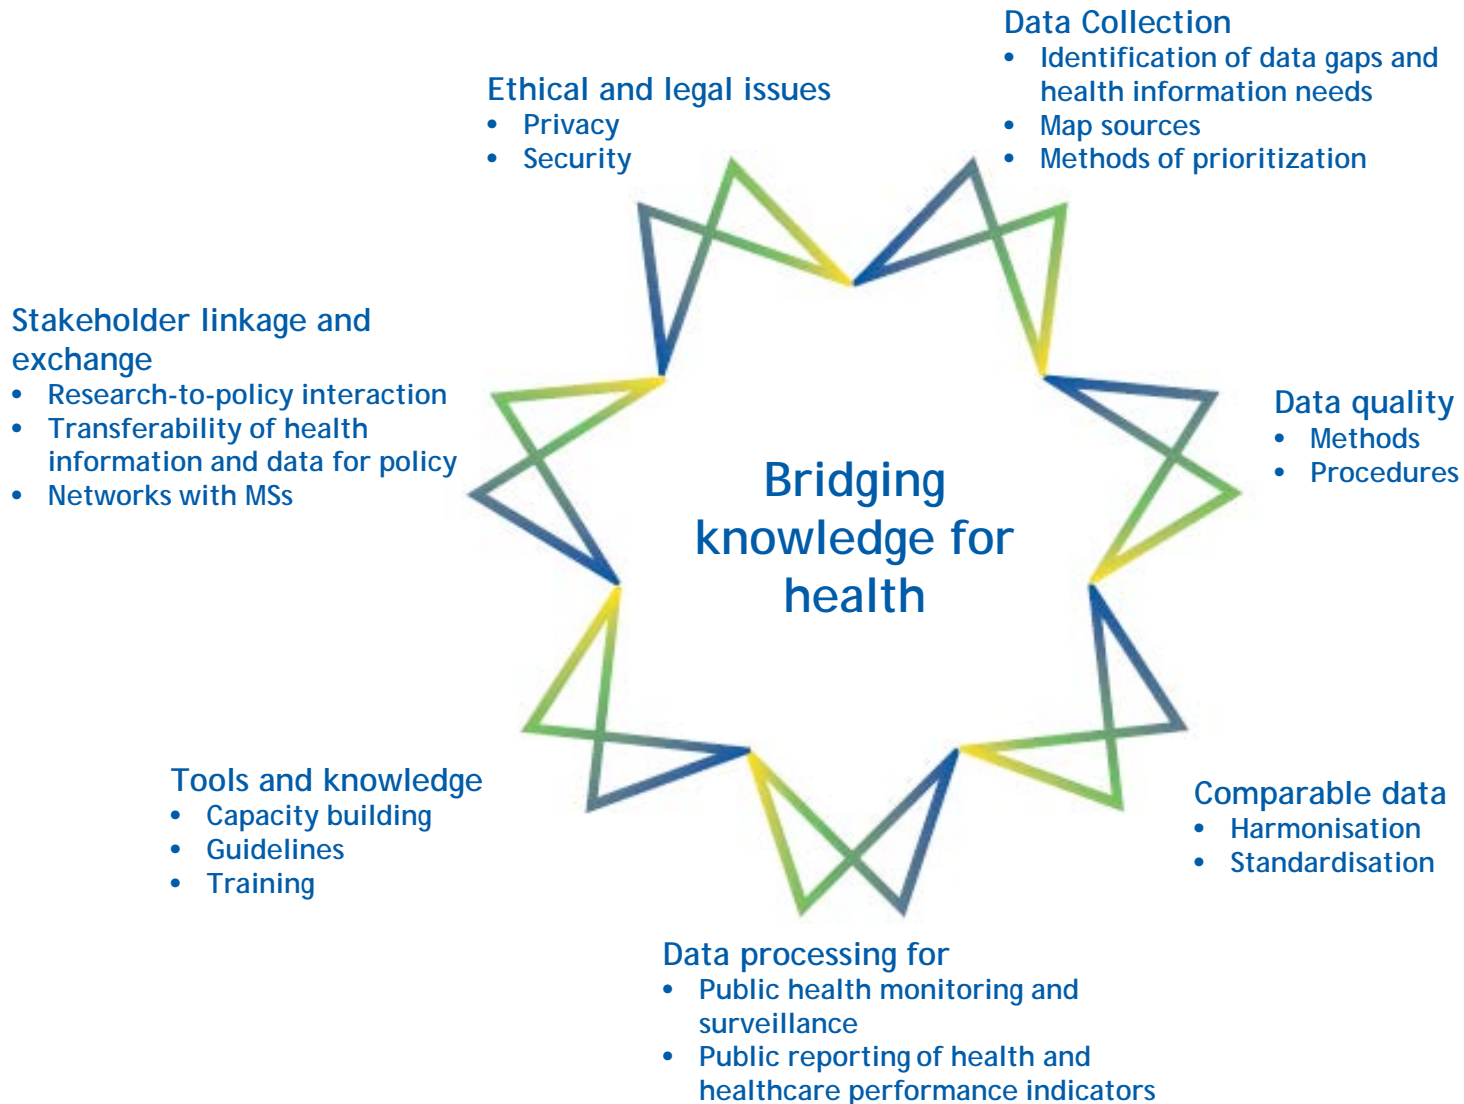 Data Collection
• Identification of data gaps and
health information needs
• Map sources
• Methods of prioritization
Ethical and legal issues
• Privacy
• Security
Stakeholder linkage and
exchange
• Research-to-policy interaction
• Transferability of health
information and data for policy
• Networks with MSs
Data quality
• Methods
• Procedures
Bridging
knowledge for
health
Tools and knowledge
• Capacity building
• Guidelines
• Training
Comparable data
• Harmonisation
• Standardisation
Data processing for
• Public health monitoring and
surveillance
• Public reporting of health and
healthcare performance indicators